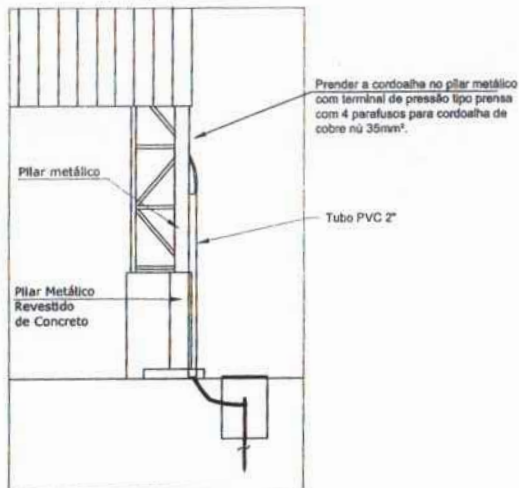 Prender a cordoalha no pilar metálico
com terminal de pressão tipo prensa
com 4 parafusos para cordoalha de
cobre nú 35mm².
Pilar metálico
Tubo PVC 2"
Pilar Metálico
Revestido
de Concreto